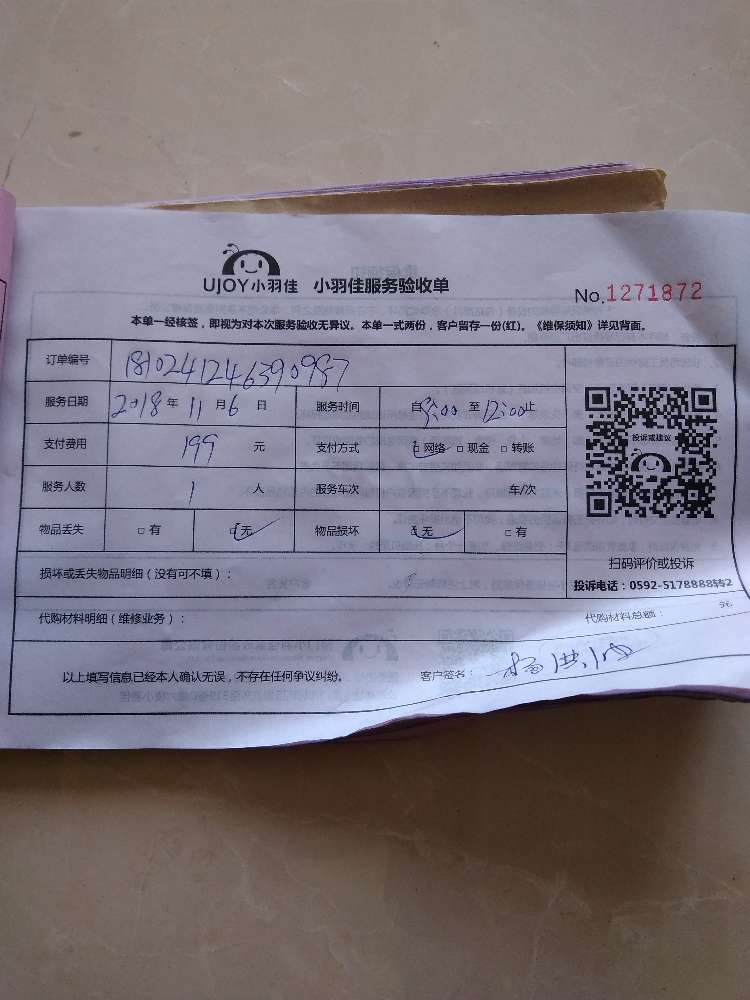 UJOY小羽佳 小羽佳服务验收单
No.1271872
本单一经核签，即视为对本次服务验收无异议。本单一式两份，客户留存一份(红)。《维保须知》详见背面。
订单编号 1810241246390987
服务日期 2018年 11月 6日 服务时间 自 9:00 至 12:00止
支付费用 199 元 支付方式 □网络 □现金 □转账
服务人数 1 人 服务车次 车/次
物品丢失 □有 □无 物品损坏 □无 □有
投诉或建议
扫码评价或投诉
投诉电话：0592-5178888转2
损坏或丢失物品明细（没有可不填）：
代购材料明细（维修业务）： 代购材料总额：
以上填写信息已经本人确认无误，不存在任何争议纠纷。 客户签名：